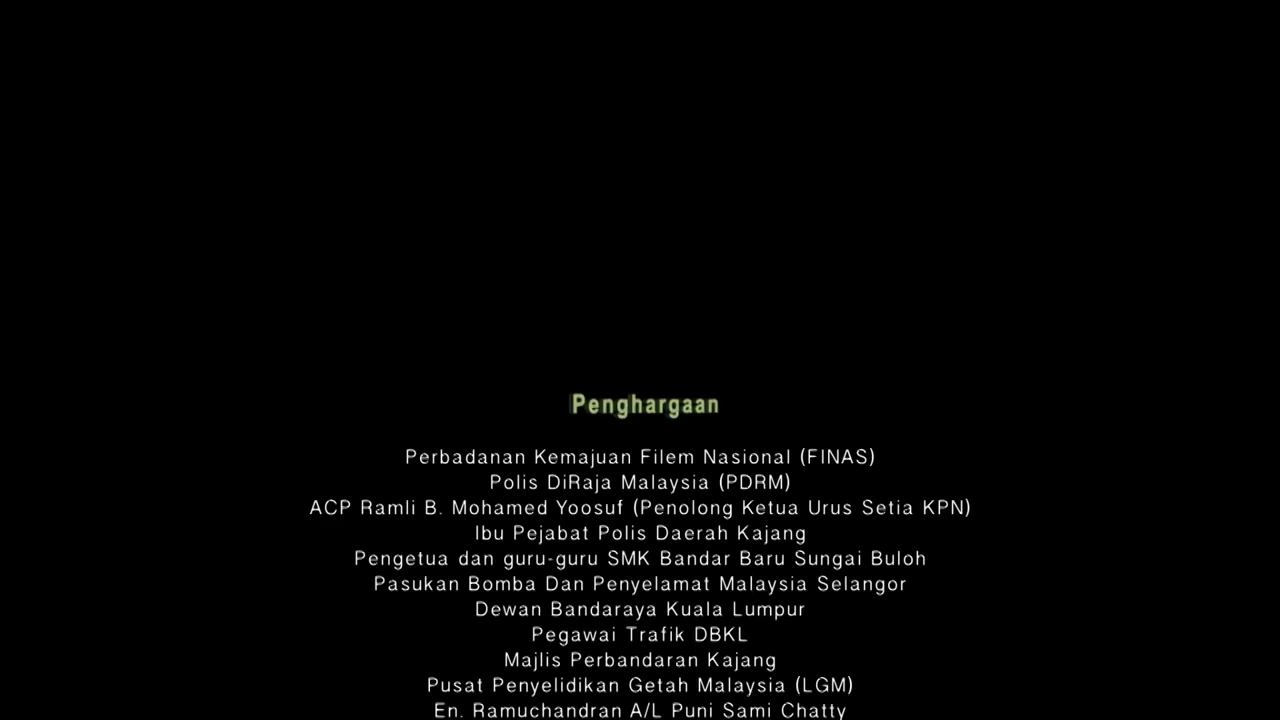 Penghargaan
Perbadanan Kemajuan Filem Nasional (FINAS)
Polis DiRaja Malaysia (PDRM)
ACP Ramli B. Mohamed Yoosuf (Penolong Ketua Urus Setia KPN)
Ibu Pejabat Polis Daerah Kajang
Pengetua dan guru-guru SMK Bandar Baru Sungai Buloh
Pasukan Bomba Dan Penyelamat Malaysia Selangor
Dewan Bandaraya Kuala Lumpur
Pegawai Trafik DBKL
Majlis Perbandaran Kajang
Pusat Penyelidikan Getah Malaysia (LGM)
En. Ramuchandran A/L Puni Sami Chatty